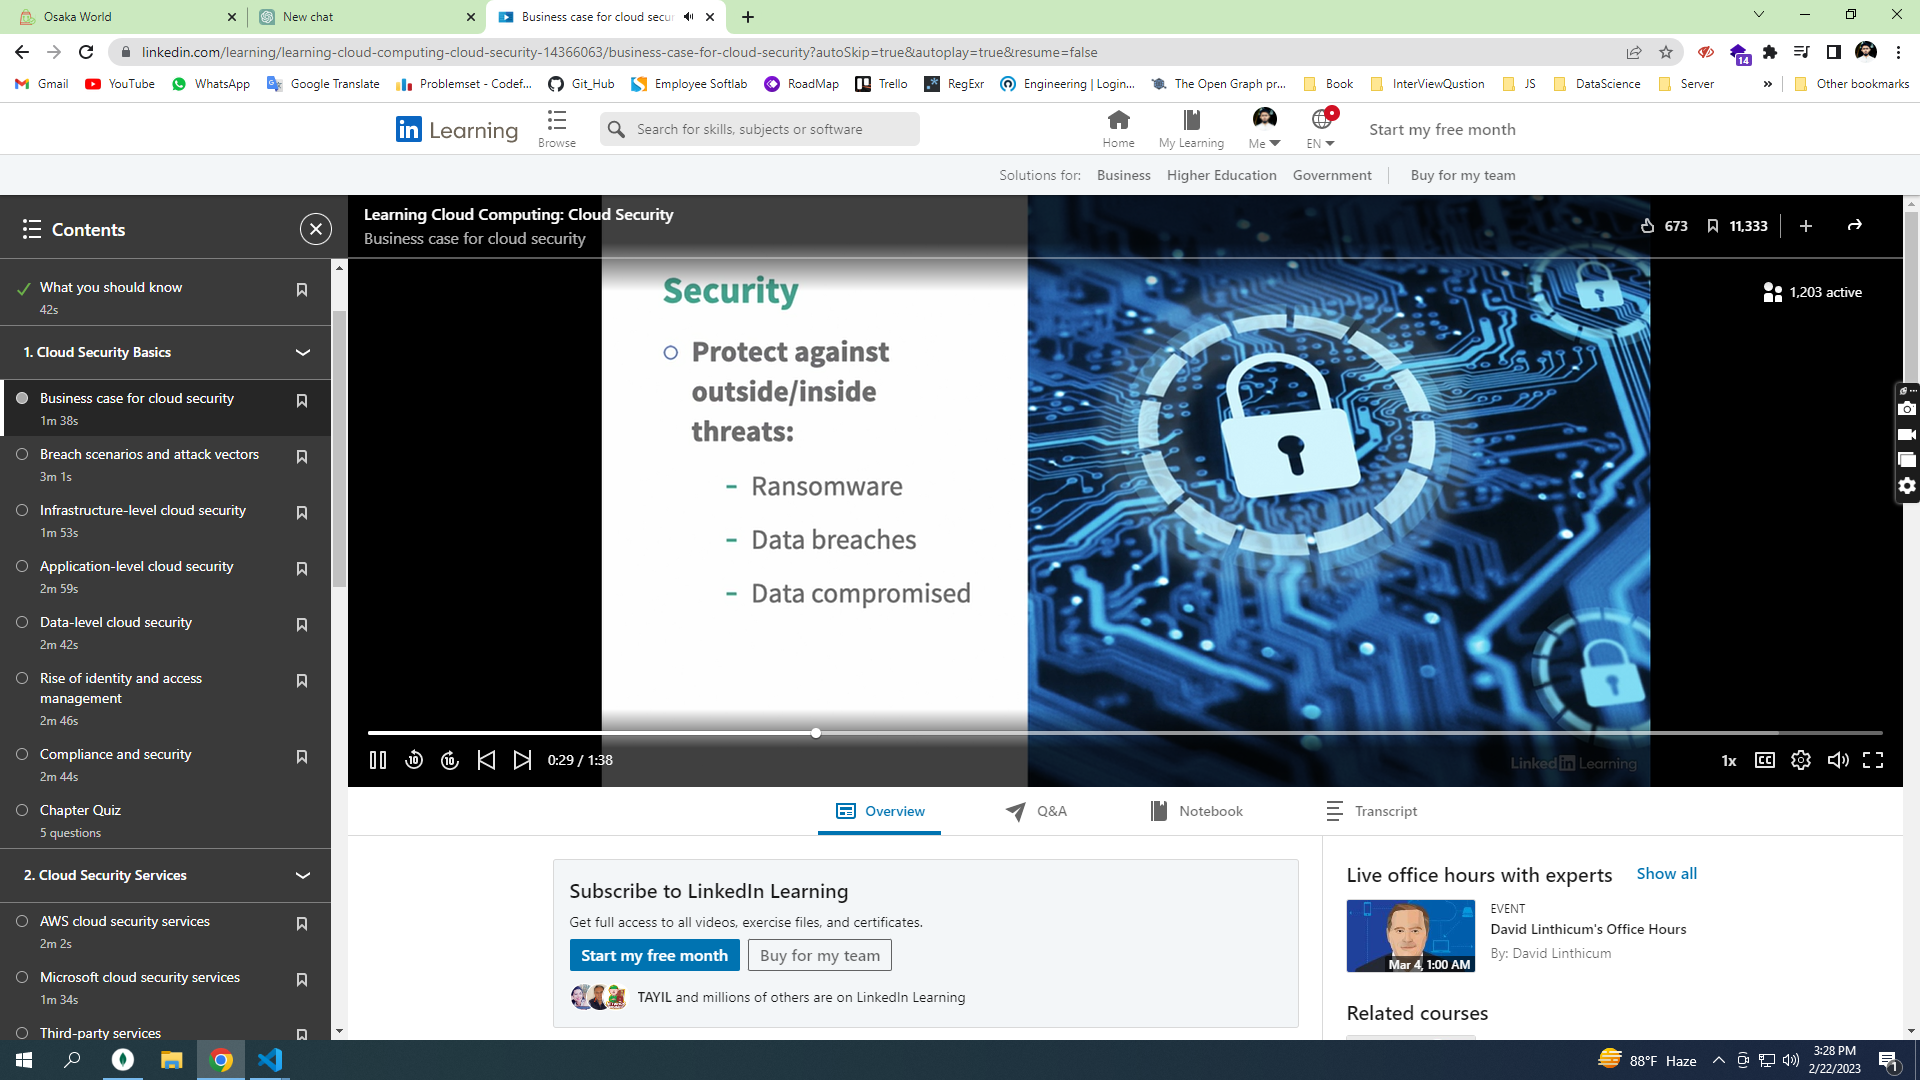 Osaka World
New chat
Business case for cloud secur
linkedin.com/learning/learning-cloud-computing-cloud-security-14366063/business-case-for-cloud-security?autoSkip=true&autoplay=true&resume=false
14
Gmail
YouTube
WhatsApp
Google Translate
Problemset - Codef...
Git_Hub
Employee Softlab
RoadMap
Trello
RegExr
Engineering | Login...
The Open Graph pr...
Book
InterViewQustion
JS
DataScience
Server
»
Other bookmarks
in Learning
Browse
Search for skills, subjects or software
Home
My Learning
Me
EN
Start my free month
Solutions for:
Business
Higher Education
Government
Buy for my team
Contents
What you should know
42s
1. Cloud Security Basics
Business case for cloud security
1m 38s
Breach scenarios and attack vectors
3m 1s
Infrastructure-level cloud security
1m 53s
Application-level cloud security
2m 59s
Data-level cloud security
2m 42s
Rise of identity and access
management
2m 46s
Compliance and security
2m 44s
Chapter Quiz
5 questions
2. Cloud Security Services
AWS cloud security services
2m 2s
Microsoft cloud security services
1m 34s
Third-party services
Learning Cloud Computing: Cloud Security
Business case for cloud security
673
11,333
1,203 active
Security
Protect against
outside/inside
threats:
- Ransomware
- Data breaches
- Data compromised
10
10
0:29 / 1:38
LinkedIn Learning
1x
CC
Overview
Q&A
Notebook
Transcript
Subscribe to LinkedIn Learning
Get full access to all videos, exercise files, and certificates.
Start my free month
Buy for my team
TAYIL and millions of others are on LinkedIn Learning
Live office hours with experts
Show all
Mar 4, 1:00 AM
EVENT
David Linthicum's Office Hours
By: David Linthicum
Related courses
88°F Haze
3:28 PM
2/22/2023
1